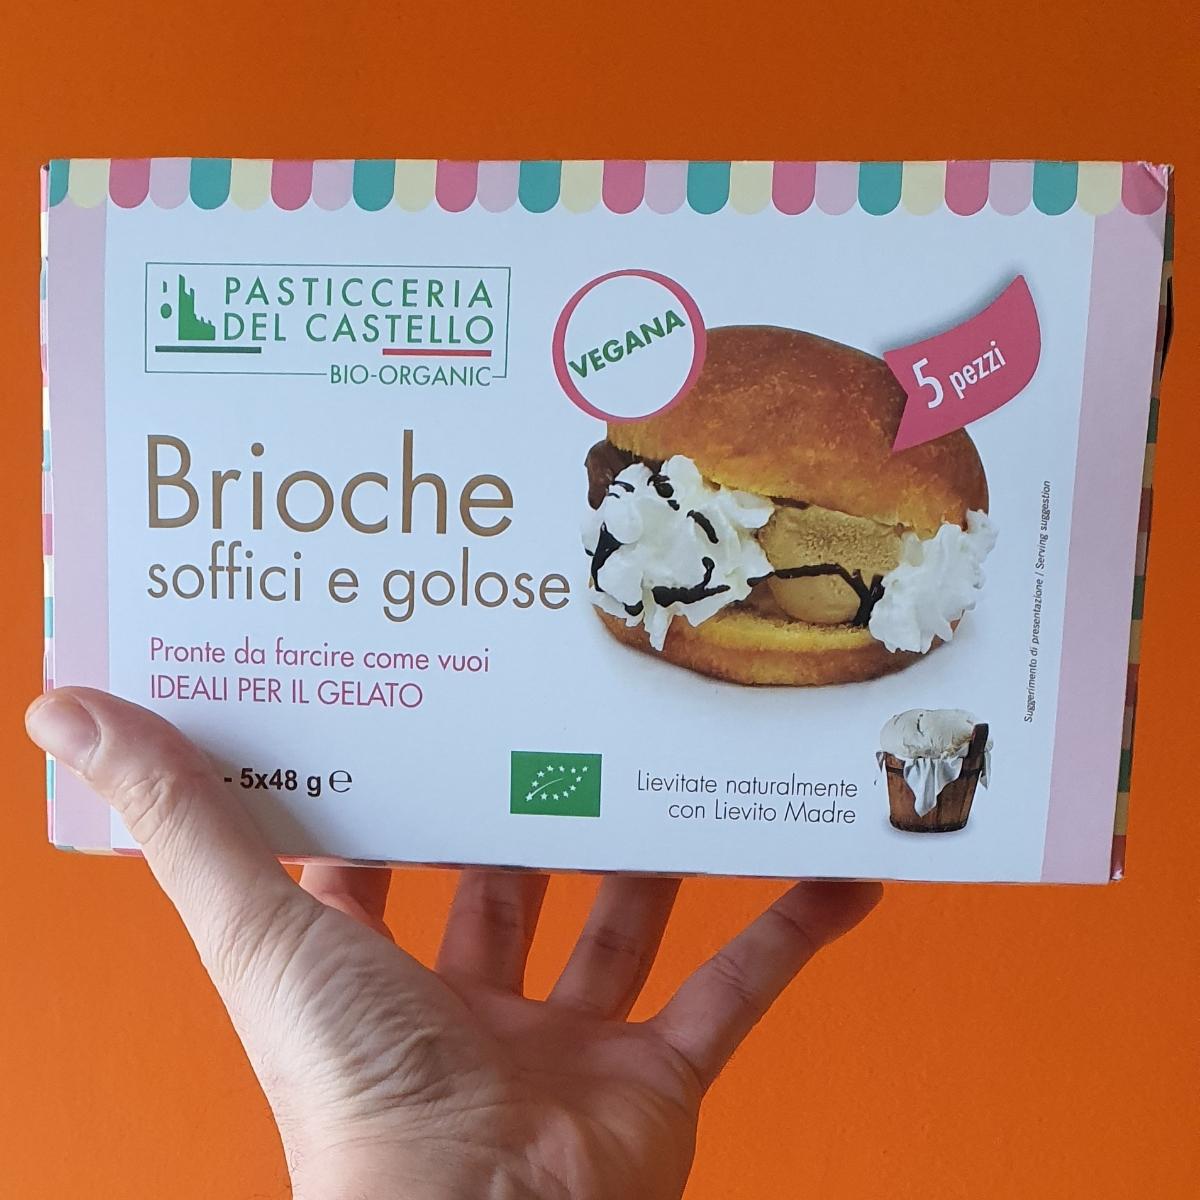 PASTICCERIA
DEL CASTELLO
BIO-ORGANIC
VEGANA
5 pezzi
Brioche
soffici e golose
Pronte da farcire come vuoi
IDEALI PER IL GELATO
- 5x48 g ℮
Lievitate naturalmente
con Lievito Madre
Suggerimento di presentazione / Serving suggestion